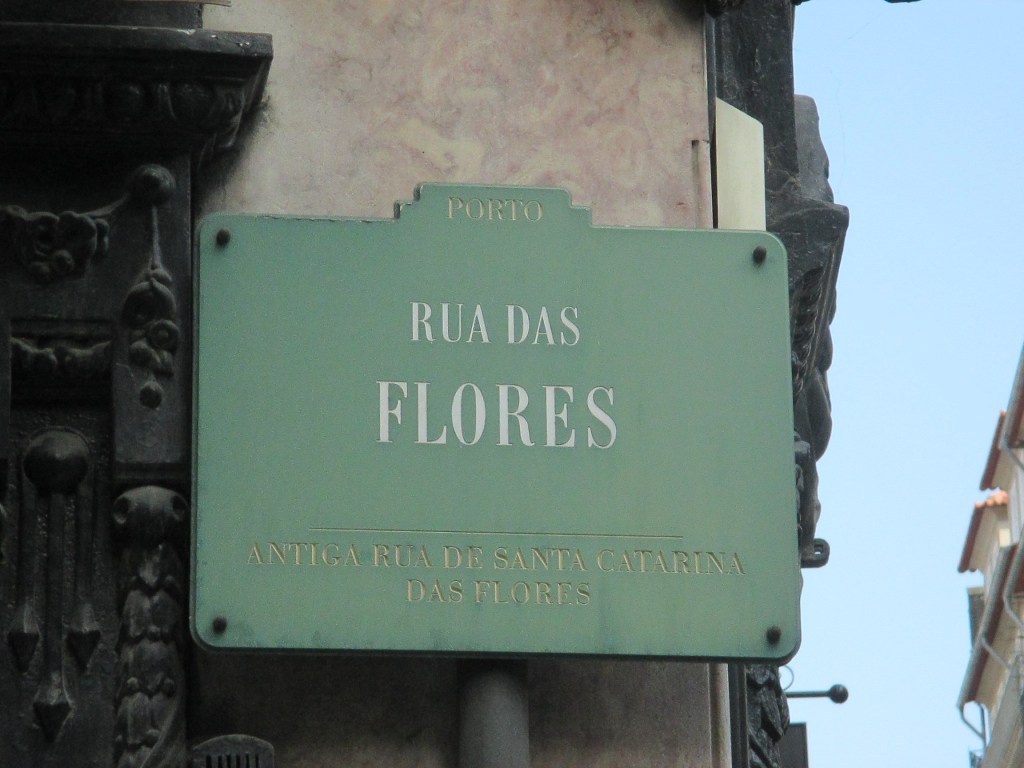 PORTO
RUA DAS
FLORES
ANTIGA RUA DE SANTA CATARINA
DAS FLORES